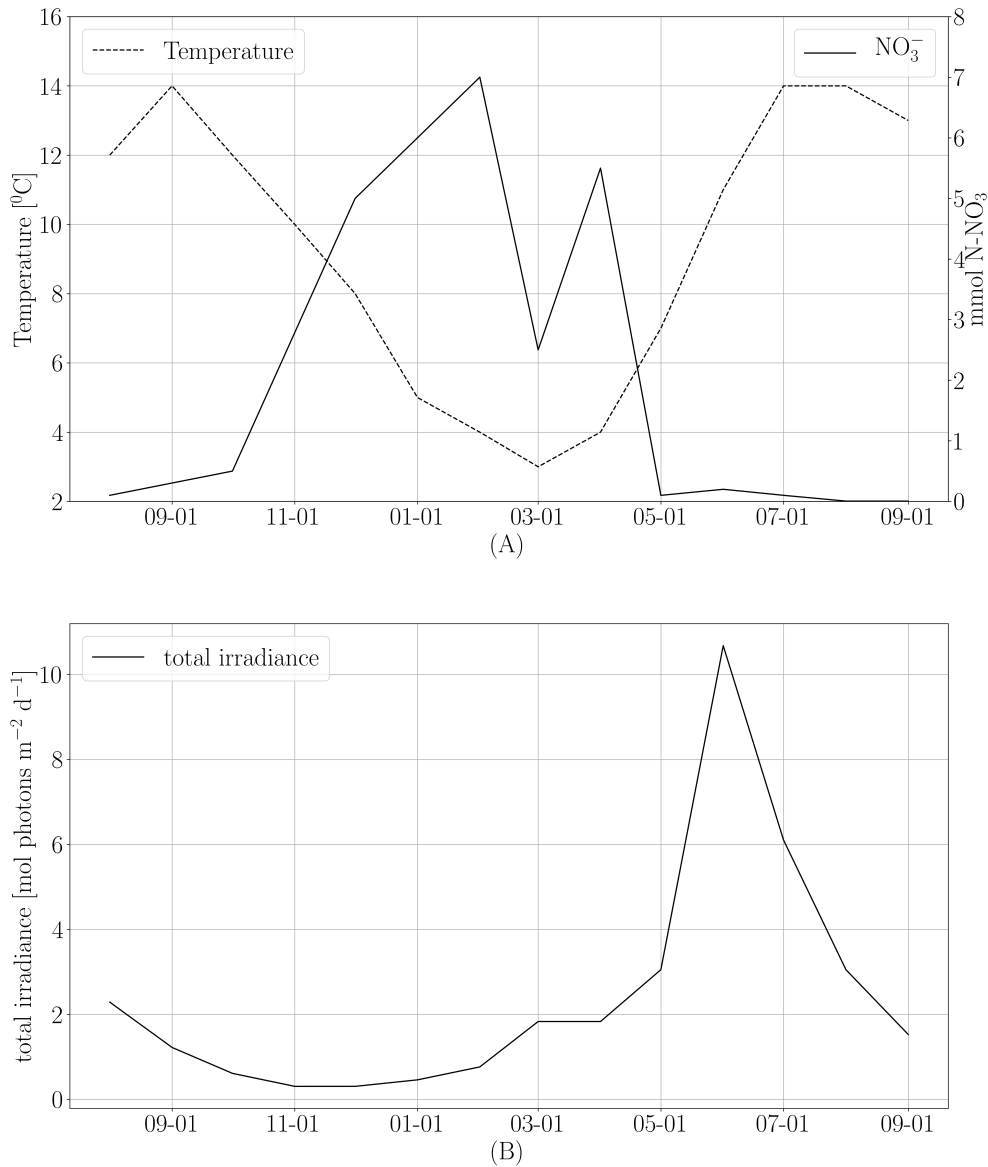 Temperature
NO₃⁻
16
14
12
10
8
6
4
2
Temperature [⁰C]
8
7
6
5
4
3
2
1
0
mmol N-NO₃
09-01 11-01 01-01 03-01 05-01 07-01 09-01
(A)
total irradiance
10
8
6
4
2
0
total irradiance [mol photons m⁻² d⁻¹]
09-01 11-01 01-01 03-01 05-01 07-01 09-01
(B)